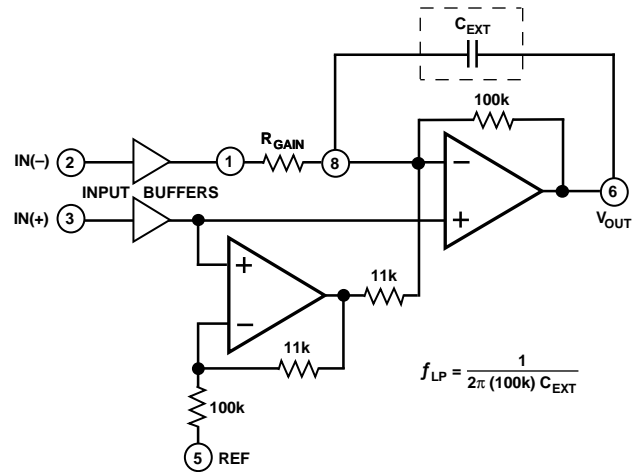 C_EXT
100k
R_GAIN
IN(–) 2
1
8
–
INPUT BUFFERS
IN(+) 3
+
6
V_OUT
+
11k
–
11k
100k
ƒ_LP = 1 / 2π (100k) C_EXT
5 REF